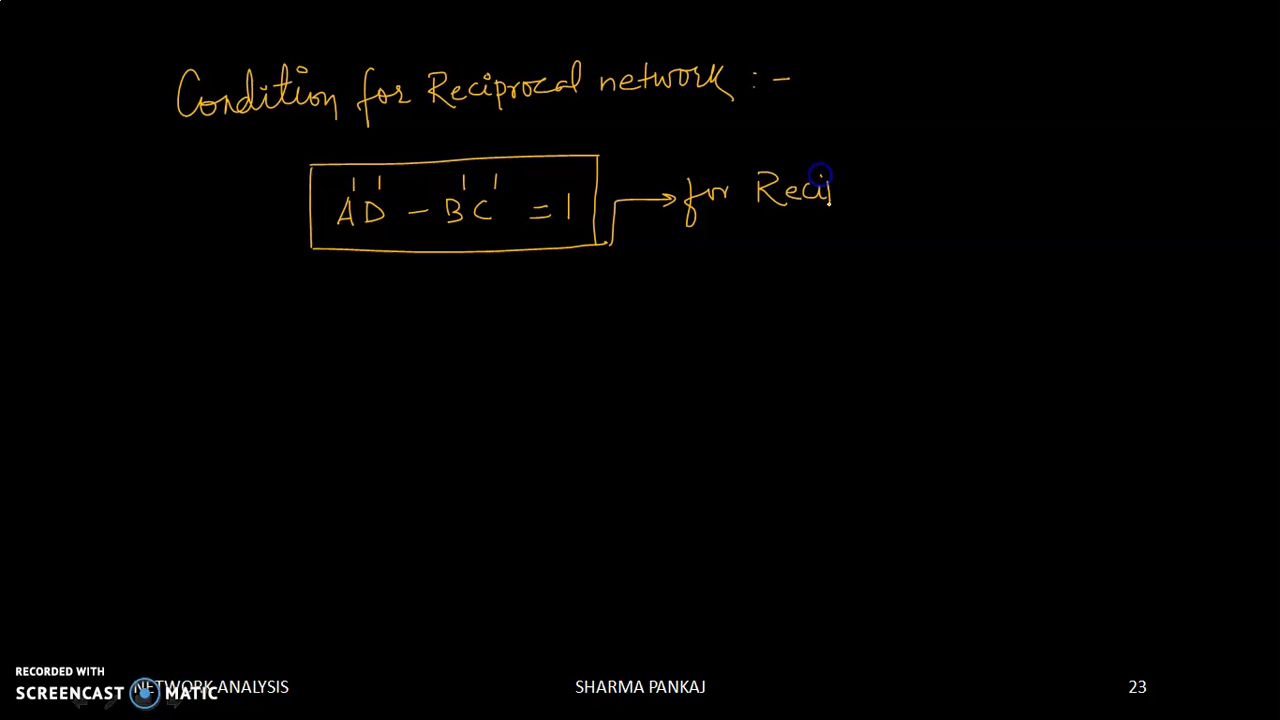 Condition for Reciprocal network :-
A'D' - B'C' = 1 → for Reci
RECORDED WITH
SCREENCAST MATIC
NETWORK ANALYSIS
SHARMA PANKAJ
23